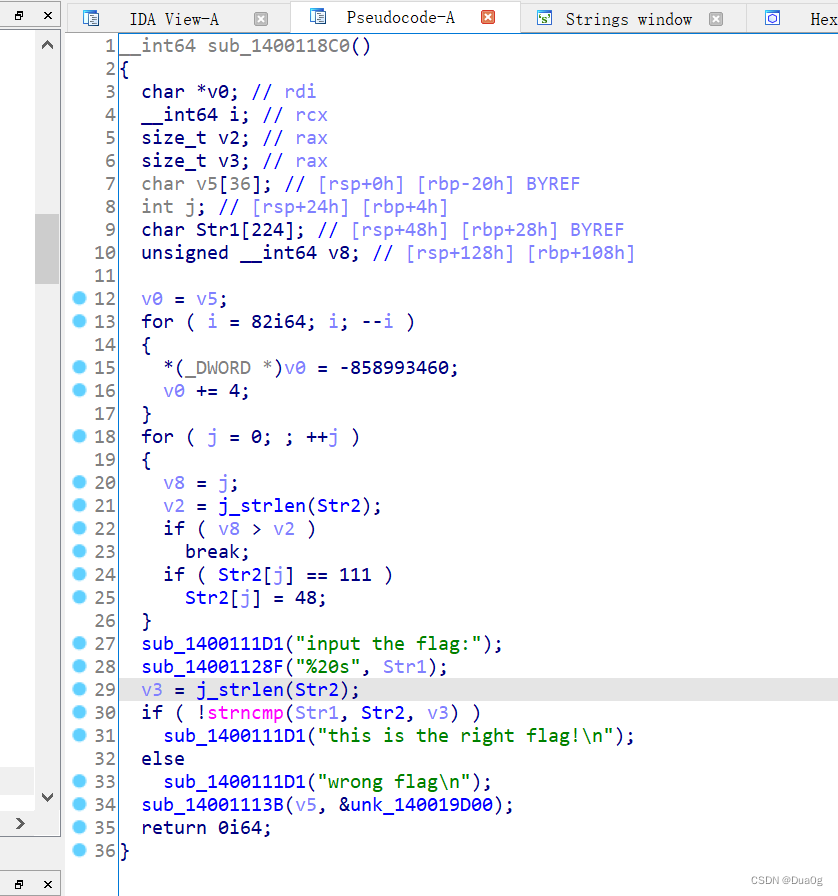 IDA View-A Pseudocode-A Strings window Hex
1 __int64 sub_1400118C0()
2 {
3 char *v0; // rdi
4 __int64 i; // rcx
5 size_t v2; // rax
6 size_t v3; // rax
7 char v5[36]; // [rsp+0h] [rbp-20h] BYREF
8 int j; // [rsp+24h] [rbp+4h]
9 char Str1[224]; // [rsp+48h] [rbp+28h] BYREF
10 unsigned __int64 v8; // [rsp+128h] [rbp+108h]
11
12 v0 = v5;
13 for ( i = 82i64; i; --i )
14 {
15 *(_DWORD *)v0 = -858993460;
16 v0 += 4;
17 }
18 for ( j = 0; ; ++j )
19 {
20 v8 = j;
21 v2 = j_strlen(Str2);
22 if ( v8 > v2 )
23 break;
24 if ( Str2[j] == 111 )
25 Str2[j] = 48;
26 }
27 sub_1400111D1("input the flag:");
28 sub_14001128F("%20s", Str1);
29 v3 = j_strlen(Str2);
30 if ( !strncmp(Str1, Str2, v3) )
31 sub_1400111D1("this is the right flag!\n");
32 else
33 sub_1400111D1("wrong flag\n");
34 sub_14001113B(v5, &unk_140019D00);
35 return 0i64;
36 }
CSDN @Dua0g